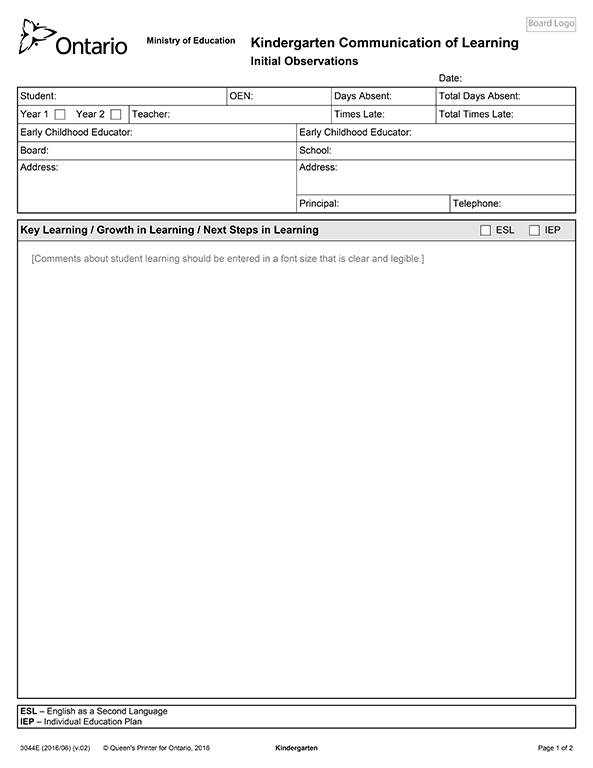 Board Logo
Ontario
Ministry of Education
Kindergarten Communication of Learning
Initial Observations
Date:
Student: OEN: Days Absent: Total Days Absent:
Year 1 Year 2 Teacher: Times Late: Total Times Late:
Early Childhood Educator: Early Childhood Educator:
Board: School:
Address: Address:
Principal: Telephone:
Key Learning / Growth in Learning / Next Steps in Learning ESL IEP
[Comments about student learning should be entered in a font size that is clear and legible.]
ESL – English as a Second Language
IEP – Individual Education Plan
3044E (2016/06) (v.02) © Queen's Printer for Ontario, 2016 Kindergarten Page 1 of 2